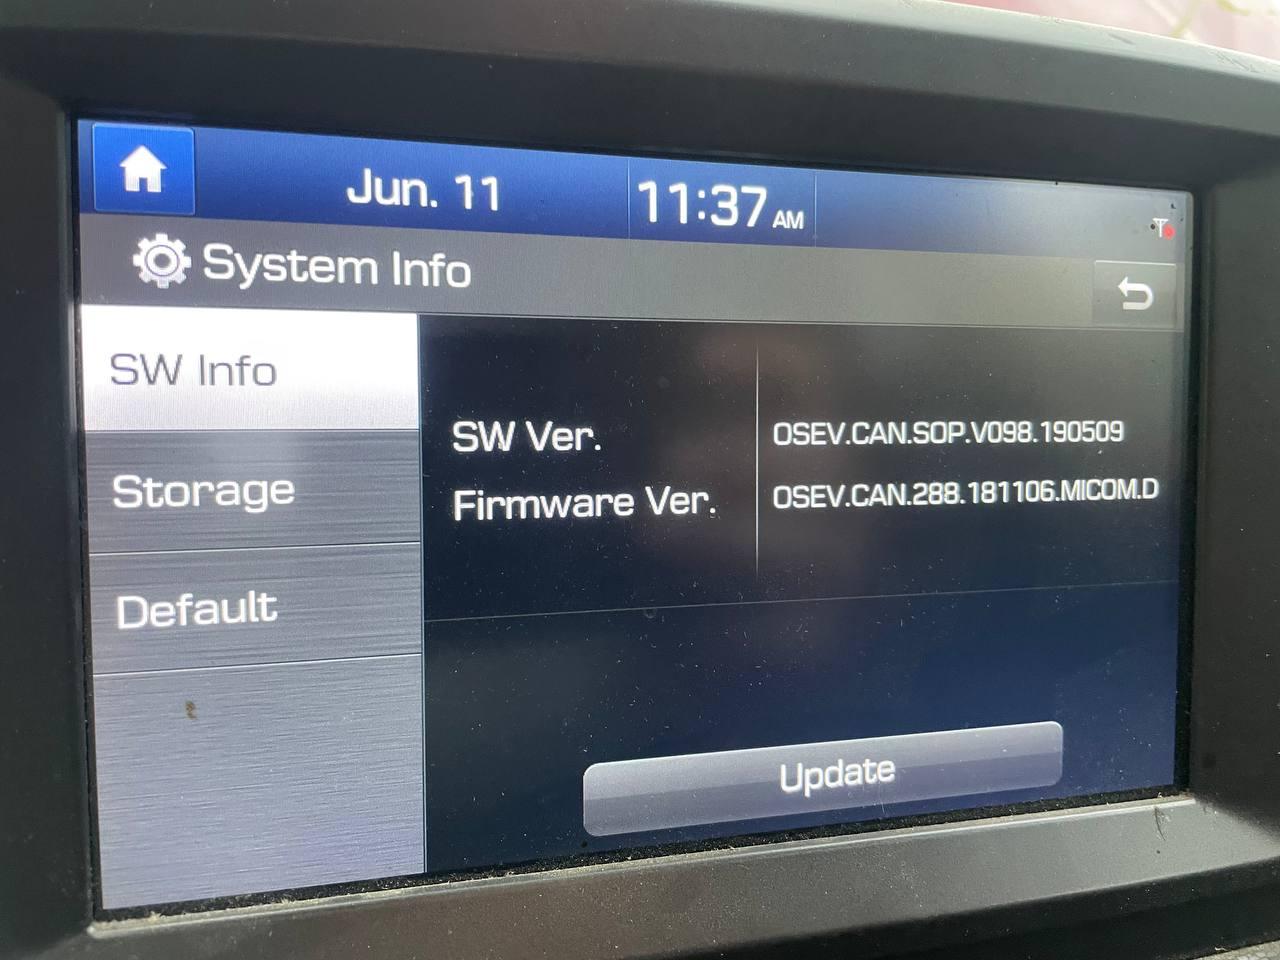 Jun. 11 11:37 AM
System Info
SW Info
Storage
Default
SW Ver. OSEV.CAN.SOP.V098.190509
Firmware Ver. OSEV.CAN.288.181106.MICOM.D
Update